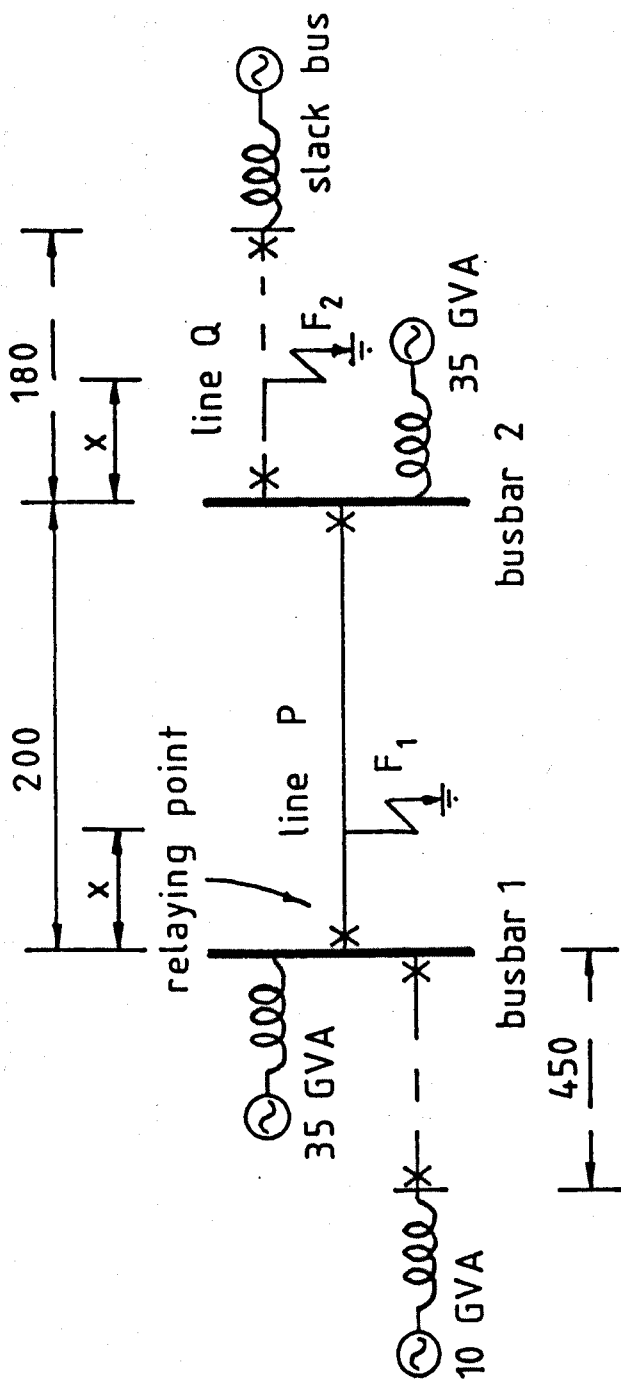 200
180
x
x
relaying point
line P
line Q
slack bus
F1
F2
35 GVA
35 GVA
busbar 1
busbar 2
10 GVA
450